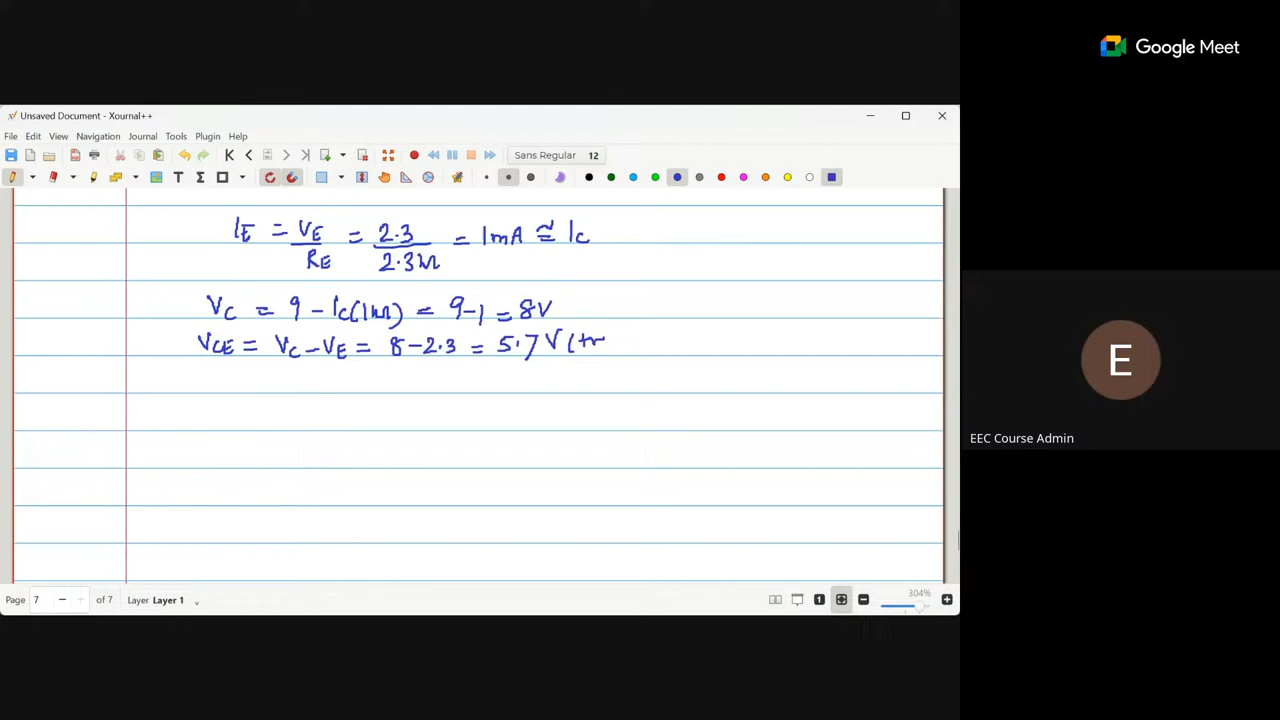 Google Meet
Unsaved Document - Xournal++
File Edit View Navigation Journal Tools Plugin Help
Sans Regular 12
IE = VE / RE = 2.3 / 2.3kΩ = 1mA ≅ IC
VC = 9 - IC(1kΩ) = 9-1 = 8V
VCE = VC - VE = 8-2.3 = 5.7 V (+ve
EEC Course Admin
E
Page 7 of 7 Layer Layer 1
304%